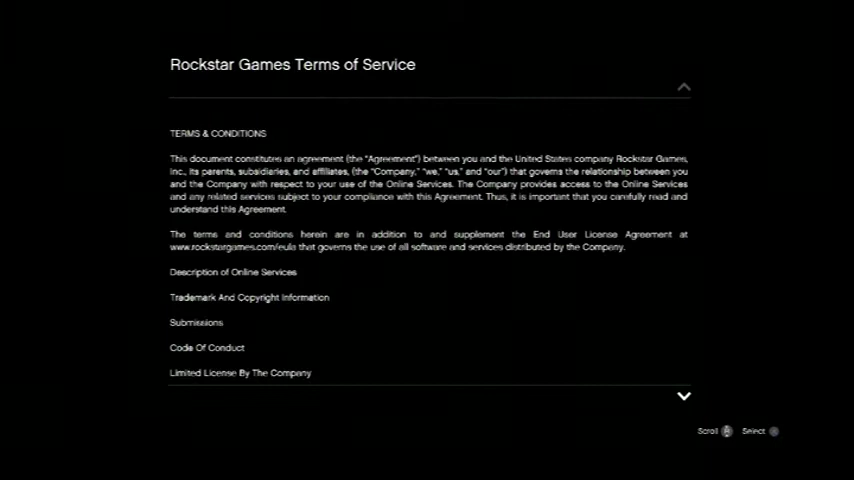 Rockstar Games Terms of Service
TERMS & CONDITIONS
This document constitutes an agreement (the "Agreement") between you and the United States company Rockstar Games,
Inc., its parents, subsidiaries, and affiliates, (the "Company," "we," "us," and "our") that governs the relationship between you
and the Company with respect to your use of the Online Services. The Company provides access to the Online Services
and any related services subject to your compliance with this Agreement. Thus, it is important that you carefully read and
understand this Agreement.
The terms and conditions herein are in addition to and supplement the End User License Agreement at
www.rockstargames.com/eula that governs the use of all software and services distributed by the Company.
Description of Online Services
Trademark And Copyright Information
Submissions
Code Of Conduct
Limited License By The Company
Scroll Select